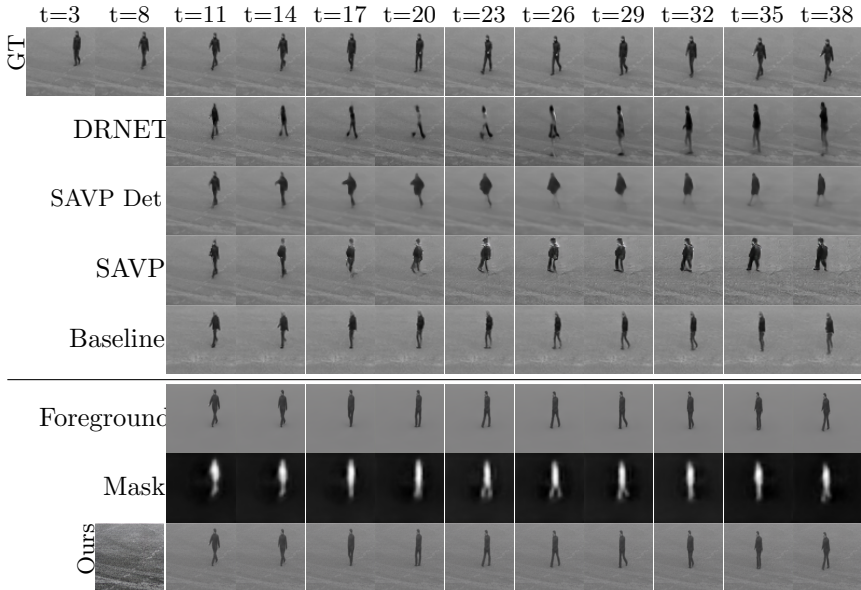 t=3 t=8 t=11 t=14 t=17 t=20 t=23 t=26 t=29 t=32 t=35 t=38
GT
DRNET
SAVP Det
SAVP
Baseline
Foreground
Mask
Ours